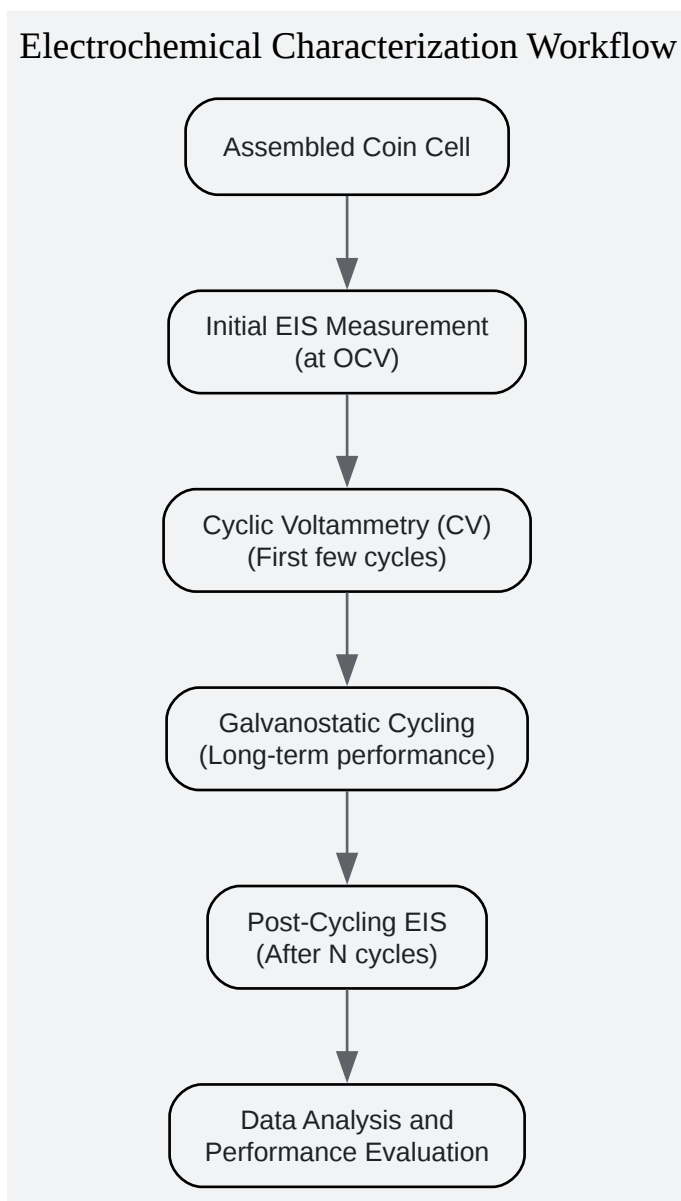 Electrochemical Characterization Workflow
Assembled Coin Cell
Initial EIS Measurement
(at OCV)
Cyclic Voltammetry (CV)
(First few cycles)
Galvanostatic Cycling
(Long-term performance)
Post-Cycling EIS
(After N cycles)
Data Analysis and
Performance Evaluation